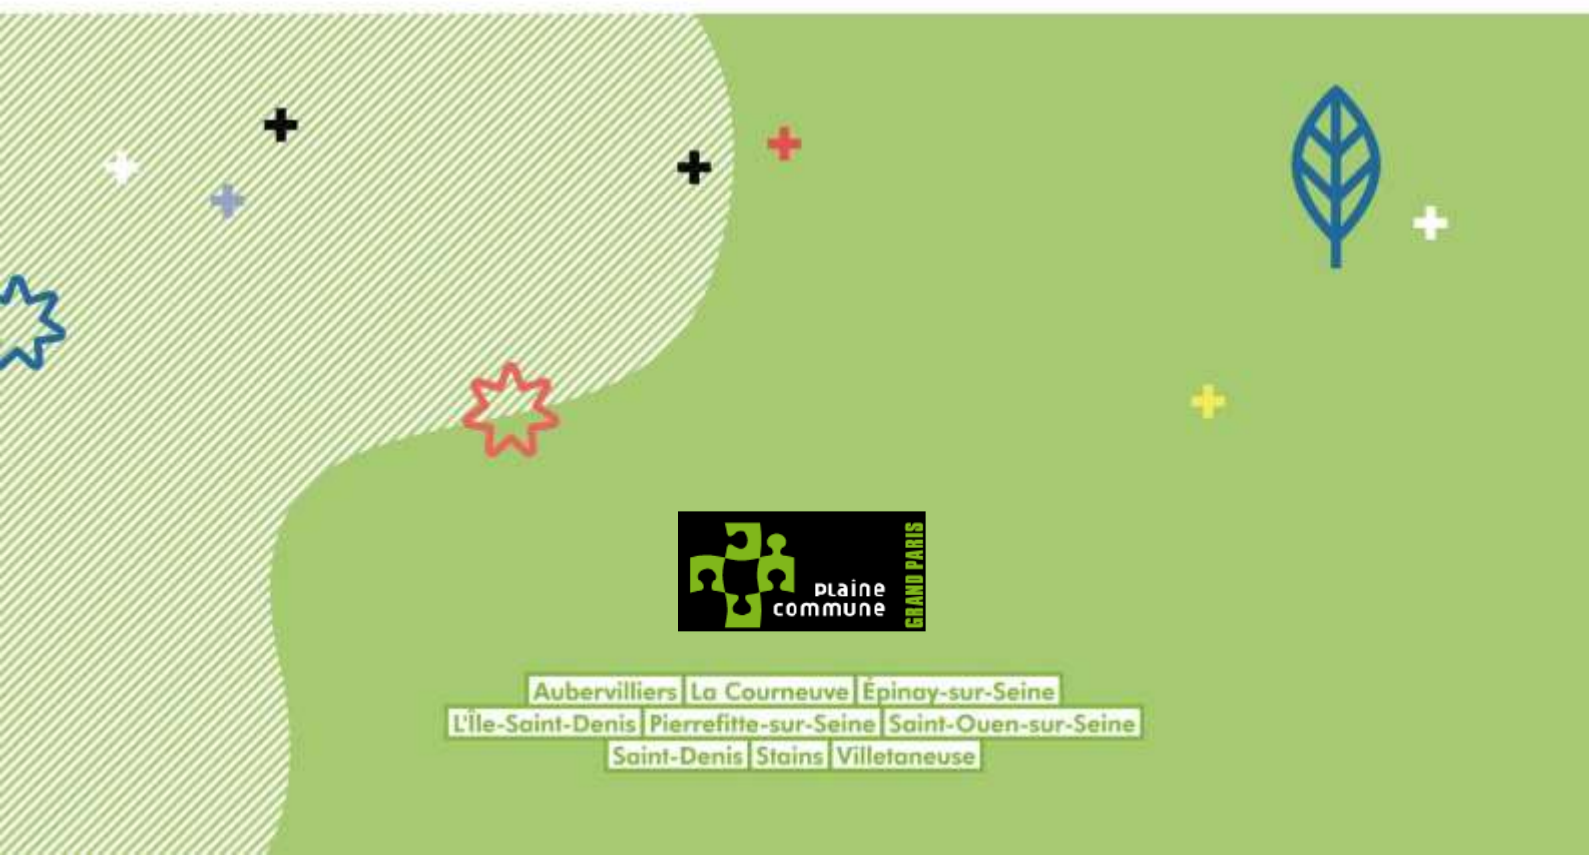 plaine
commune
GRAND PARIS
Aubervilliers La Courneuve Épinay-sur-Seine
L'Île-Saint-Denis Pierrefitte-sur-Seine Saint-Ouen-sur-Seine
Saint-Denis Stains Villetaneuse